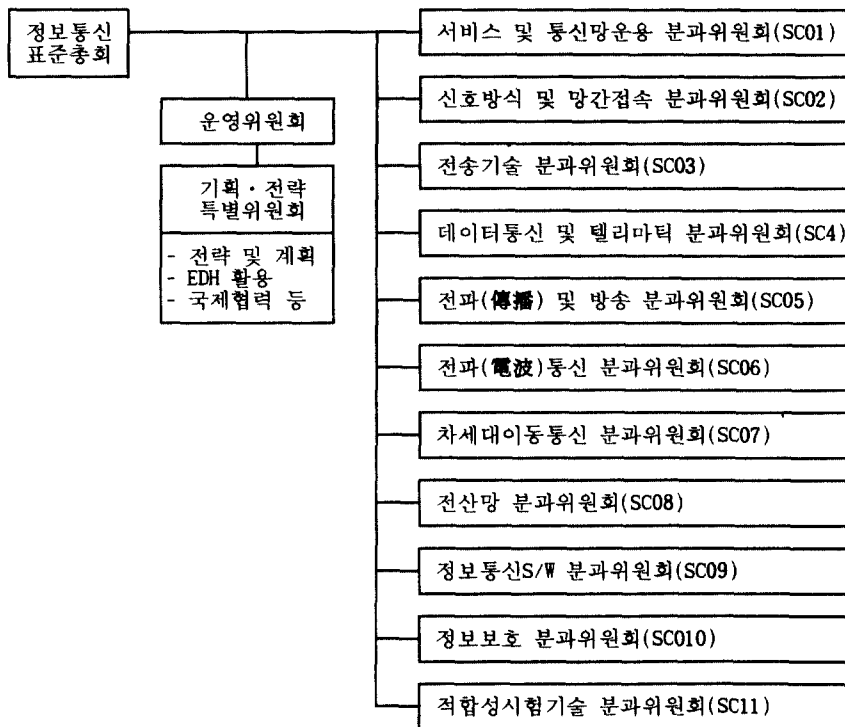 정보통신
표준총회
운영위원회
기획·전략
특별위원회
- 전략 및 계획
- EDH 활용
- 국제협력 등
서비스 및 통신망운용 분과위원회(SC01)
신호방식 및 망간접속 분과위원회(SC02)
전송기술 분과위원회(SC03)
데이터통신 및 텔리마틱 분과위원회(SC4)
전파(傳播) 및 방송 분과위원회(SC05)
전파(電波)통신 분과위원회(SC06)
차세대이동통신 분과위원회(SC07)
전산망 분과위원회(SC08)
정보통신S/W 분과위원회(SC09)
정보보호 분과위원회(SC010)
적합성시험기술 분과위원회(SC11)